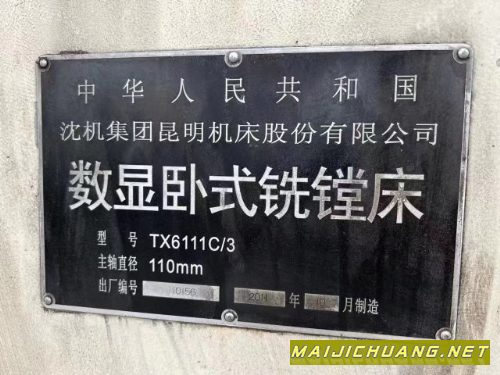 中华人民共和国
沈机集团昆明机床股份有限公司
数显卧式铣镗床
型 号 TX6111C/3
主轴直径 110mm
出厂编号 年 月制造
MAIJICHUANG.NET